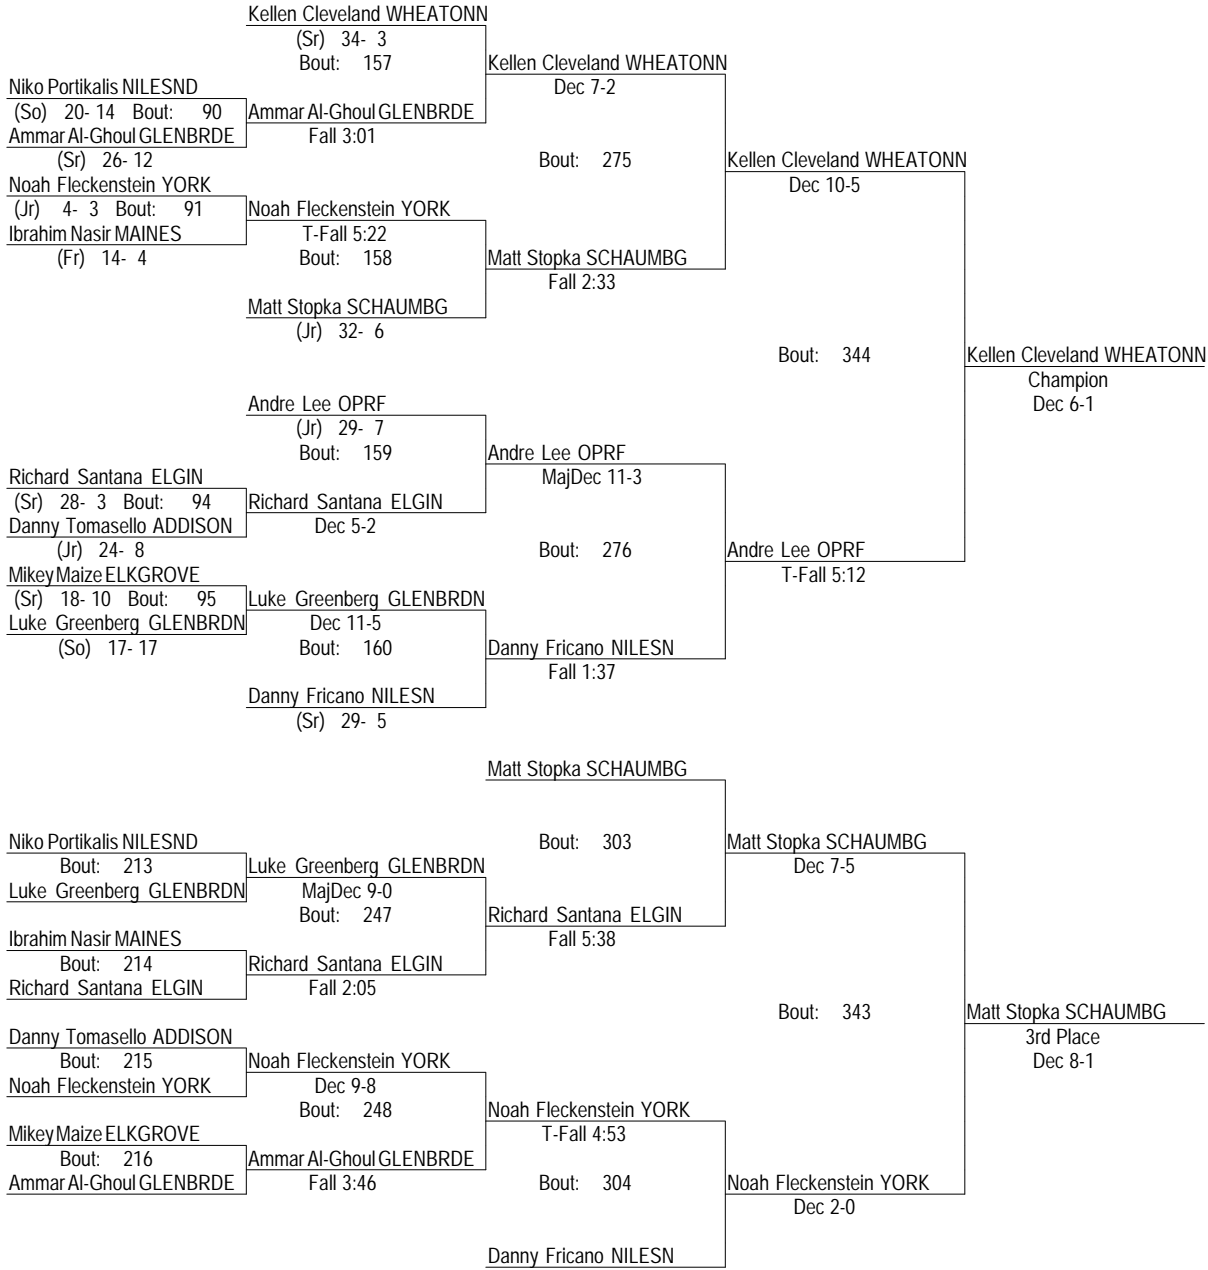 Kellen Cleveland WHEATONN
(Sr) 34- 3
Bout: 157
Kellen Cleveland WHEATONN
Dec 7-2
Niko Portikalis NILESND
(So) 20- 14 Bout: 90
Ammar Al-Ghoul GLENBRDE
Fall 3:01
Ammar Al-Ghoul GLENBRDE
(Sr) 26- 12
Bout: 275
Kellen Cleveland WHEATONN
Dec 10-5
Noah Fleckenstein YORK
(Jr) 4- 3 Bout: 91
Noah Fleckenstein YORK
T-Fall 5:22
Ibrahim Nasir MAINES
(Fr) 14- 4
Bout: 158
Matt Stopka SCHAUMBG
Fall 2:33
Matt Stopka SCHAUMBG
(Jr) 32- 6
Bout: 344
Kellen Cleveland WHEATONN
Champion
Dec 6-1
Andre Lee OPRF
(Jr) 29- 7
Bout: 159
Andre Lee OPRF
MajDec 11-3
Richard Santana ELGIN
(Sr) 28- 3 Bout: 94
Richard Santana ELGIN
Dec 5-2
Danny Tomasello ADDISON
(Jr) 24- 8
Bout: 276
Andre Lee OPRF
T-Fall 5:12
Mikey Maize ELKGROVE
(Sr) 18- 10 Bout: 95
Luke Greenberg GLENBRDN
Dec 11-5
Luke Greenberg GLENBRDN
(So) 17- 17
Bout: 160
Danny Fricano NILESN
Fall 1:37
Danny Fricano NILESN
(Sr) 29- 5
Matt Stopka SCHAUMBG
Niko Portikalis NILESND
Bout: 303
Matt Stopka SCHAUMBG
Dec 7-5
Bout: 213
Luke Greenberg GLENBRDN
MajDec 9-0
Luke Greenberg GLENBRDN
Bout: 247
Richard Santana ELGIN
Fall 5:38
Ibrahim Nasir MAINES
Bout: 214
Richard Santana ELGIN
Fall 2:05
Richard Santana ELGIN
Bout: 343
Matt Stopka SCHAUMBG
3rd Place
Dec 8-1
Danny Tomasello ADDISON
Bout: 215
Noah Fleckenstein YORK
Dec 9-8
Noah Fleckenstein YORK
Bout: 248
Noah Fleckenstein YORK
T-Fall 4:53
Mikey Maize ELKGROVE
Bout: 216
Ammar Al-Ghoul GLENBRDE
Fall 3:46
Ammar Al-Ghoul GLENBRDE
Bout: 304
Noah Fleckenstein YORK
Dec 2-0
Danny Fricano NILESN